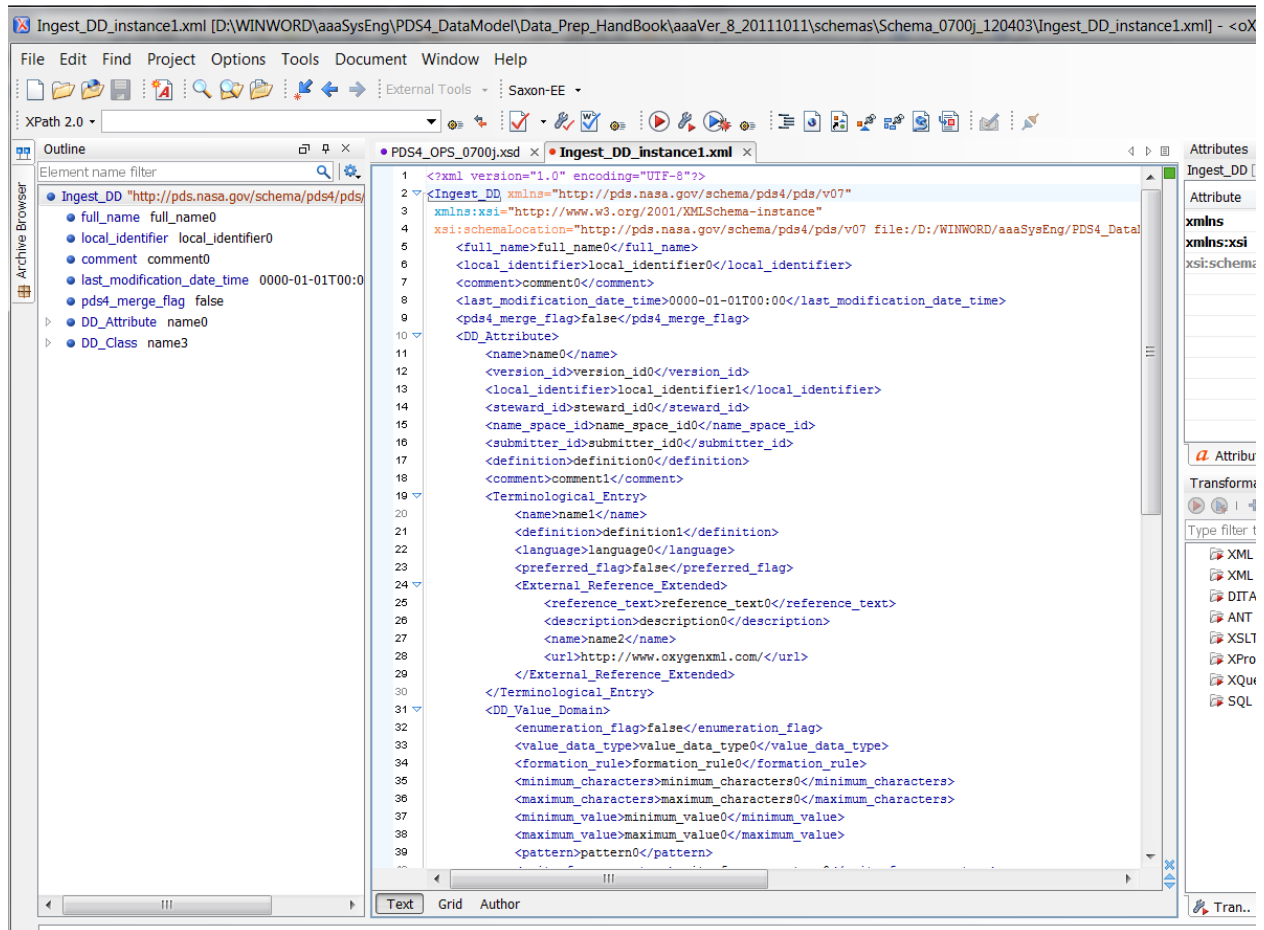 Ingest_DD_instance1.xml [D:\WINWORD\aaaSysEng\PDS4_DataModel\Data_Prep_HandBook\aaaVer_8_20111011\schemas\Schema_0700j_120403\Ingest_DD_instance1.xml] - <oX
File Edit Find Project Options Tools Document Window Help
External Tools Saxon-EE
XPath 2.0
Outline
Element name filter
Archive Browser
Ingest_DD "http://pds.nasa.gov/schema/pds4/pds/
full_name full_name0
local_identifier local_identifier0
comment comment0
last_modification_date_time 0000-01-01T00:0
pds4_merge_flag false
DD_Attribute name0
DD_Class name3
PDS4_OPS_0700j.xsd Ingest_DD_instance1.xml
1 <?xml version="1.0" encoding="UTF-8"?>
2 <Ingest_DD xmlns="http://pds.nasa.gov/schema/pds4/pds/v07"
3 xmlns:xsi="http://www.w3.org/2001/XMLSchema-instance"
4 xsi:schemaLocation="http://pds.nasa.gov/schema/pds4/pds/v07 file:/D:/WINWORD/aaaSysEng/PDS4_Data
5 <full_name>full_name0</full_name>
6 <local_identifier>local_identifier0</local_identifier>
7 <comment>comment0</comment>
8 <last_modification_date_time>0000-01-01T00:00</last_modification_date_time>
9 <pds4_merge_flag>false</pds4_merge_flag>
10 <DD_Attribute>
11 <name>name0</name>
12 <version_id>version_id0</version_id>
13 <local_identifier>local_identifier1</local_identifier>
14 <steward_id>steward_id0</steward_id>
15 <name_space_id>name_space_id0</name_space_id>
16 <submitter_id>submitter_id0</submitter_id>
17 <definition>definition0</definition>
18 <comment>comment1</comment>
19 <Terminological_Entry>
20 <name>name1</name>
21 <definition>definition1</definition>
22 <language>language0</language>
23 <preferred_flag>false</preferred_flag>
24 <External_Reference_Extended>
25 <reference_text>reference_text0</reference_text>
26 <description>description0</description>
27 <name>name2</name>
28 <url>http://www.oxygenxml.com/</url>
29 </External_Reference_Extended>
30 </Terminological_Entry>
31 <DD_Value_Domain>
32 <enumeration_flag>false</enumeration_flag>
33 <value_data_type>value_data_type0</value_data_type>
34 <formation_rule>formation_rule0</formation_rule>
35 <minimum_characters>minimum_characters0</minimum_characters>
36 <maximum_characters>maximum_characters0</maximum_characters>
37 <minimum_value>minimum_value0</minimum_value>
38 <maximum_value>maximum_value0</maximum_value>
39 <pattern>pattern0</pattern>
Text Grid Author
Attributes
Ingest_DD [
Attribute
xmlns
xmlns:xsi
xsi:schema
a Attribu
Transforma
Type filter t
XML
XML
DITA
ANT
XSLT
XPro
XQue
SQL
Tran..